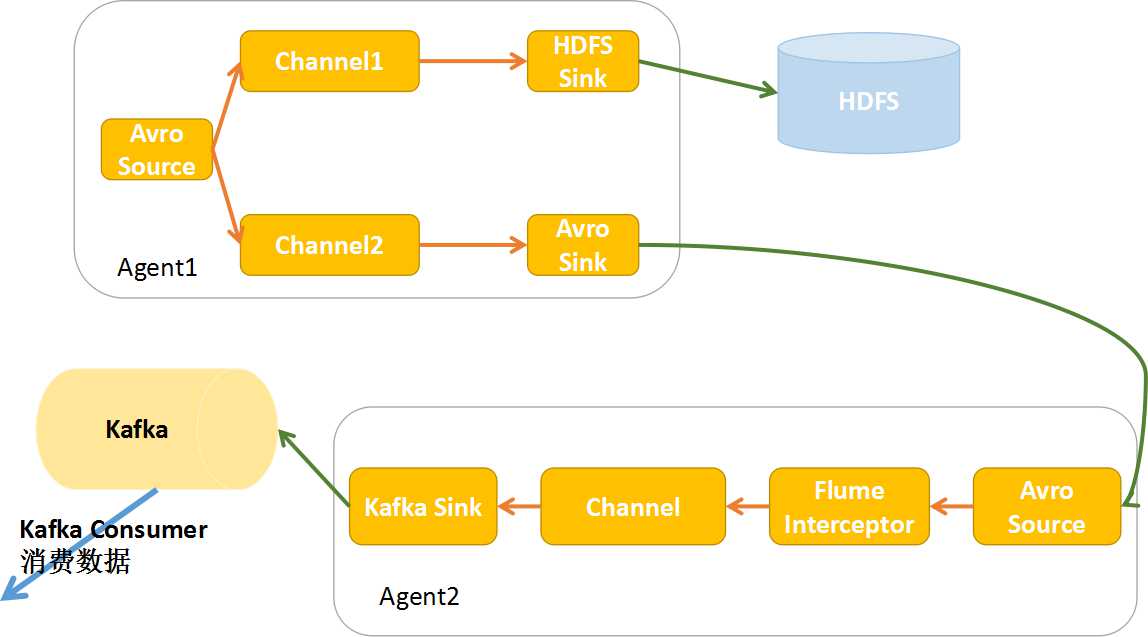 Channel1
HDFS
Sink
HDFS
Avro
Source
Channel2
Avro
Sink
Agent1
Kafka
Kafka Consumer
消费数据
Kafka Sink
Channel
Flume
Interceptor
Avro
Source
Agent2